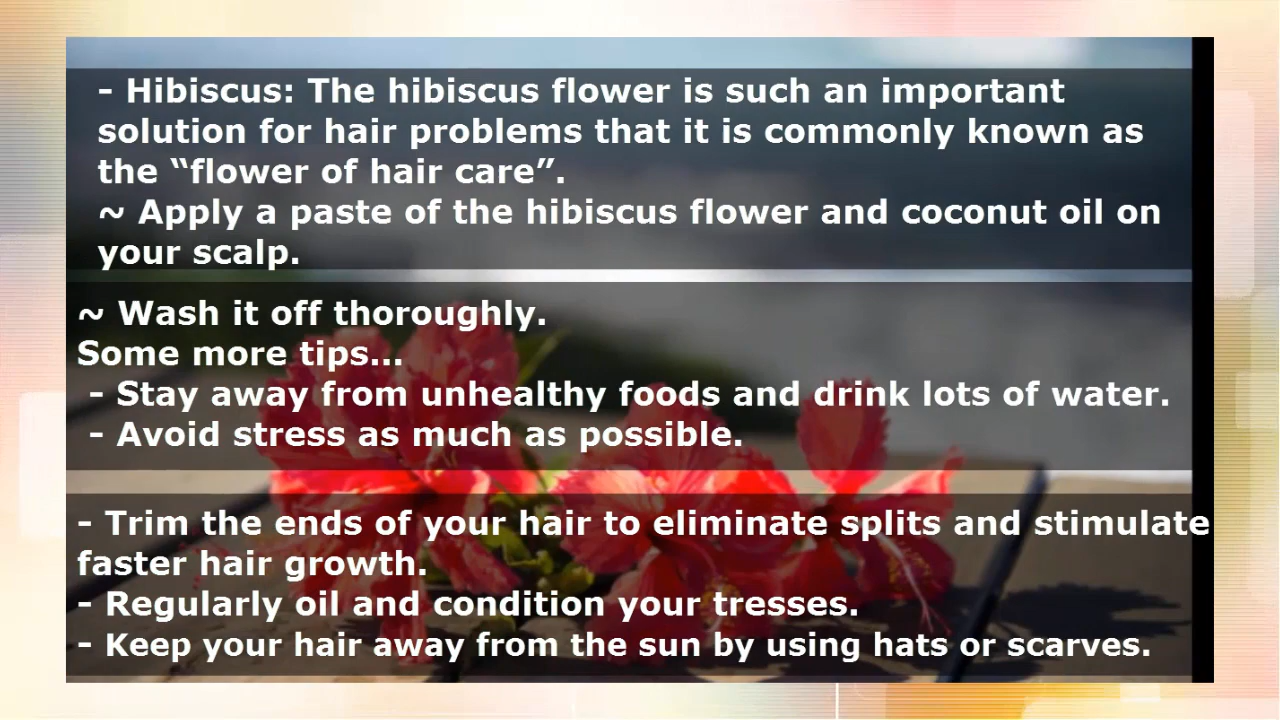 - Hibiscus: The hibiscus flower is such an important
solution for hair problems that it is commonly known as
the “flower of hair care”.
~ Apply a paste of the hibiscus flower and coconut oil on
your scalp.
~ Wash it off thoroughly.
Some more tips...
- Stay away from unhealthy foods and drink lots of water.
- Avoid stress as much as possible.
- Trim the ends of your hair to eliminate splits and stimulate
faster hair growth.
- Regularly oil and condition your tresses.
- Keep your hair away from the sun by using hats or scarves.